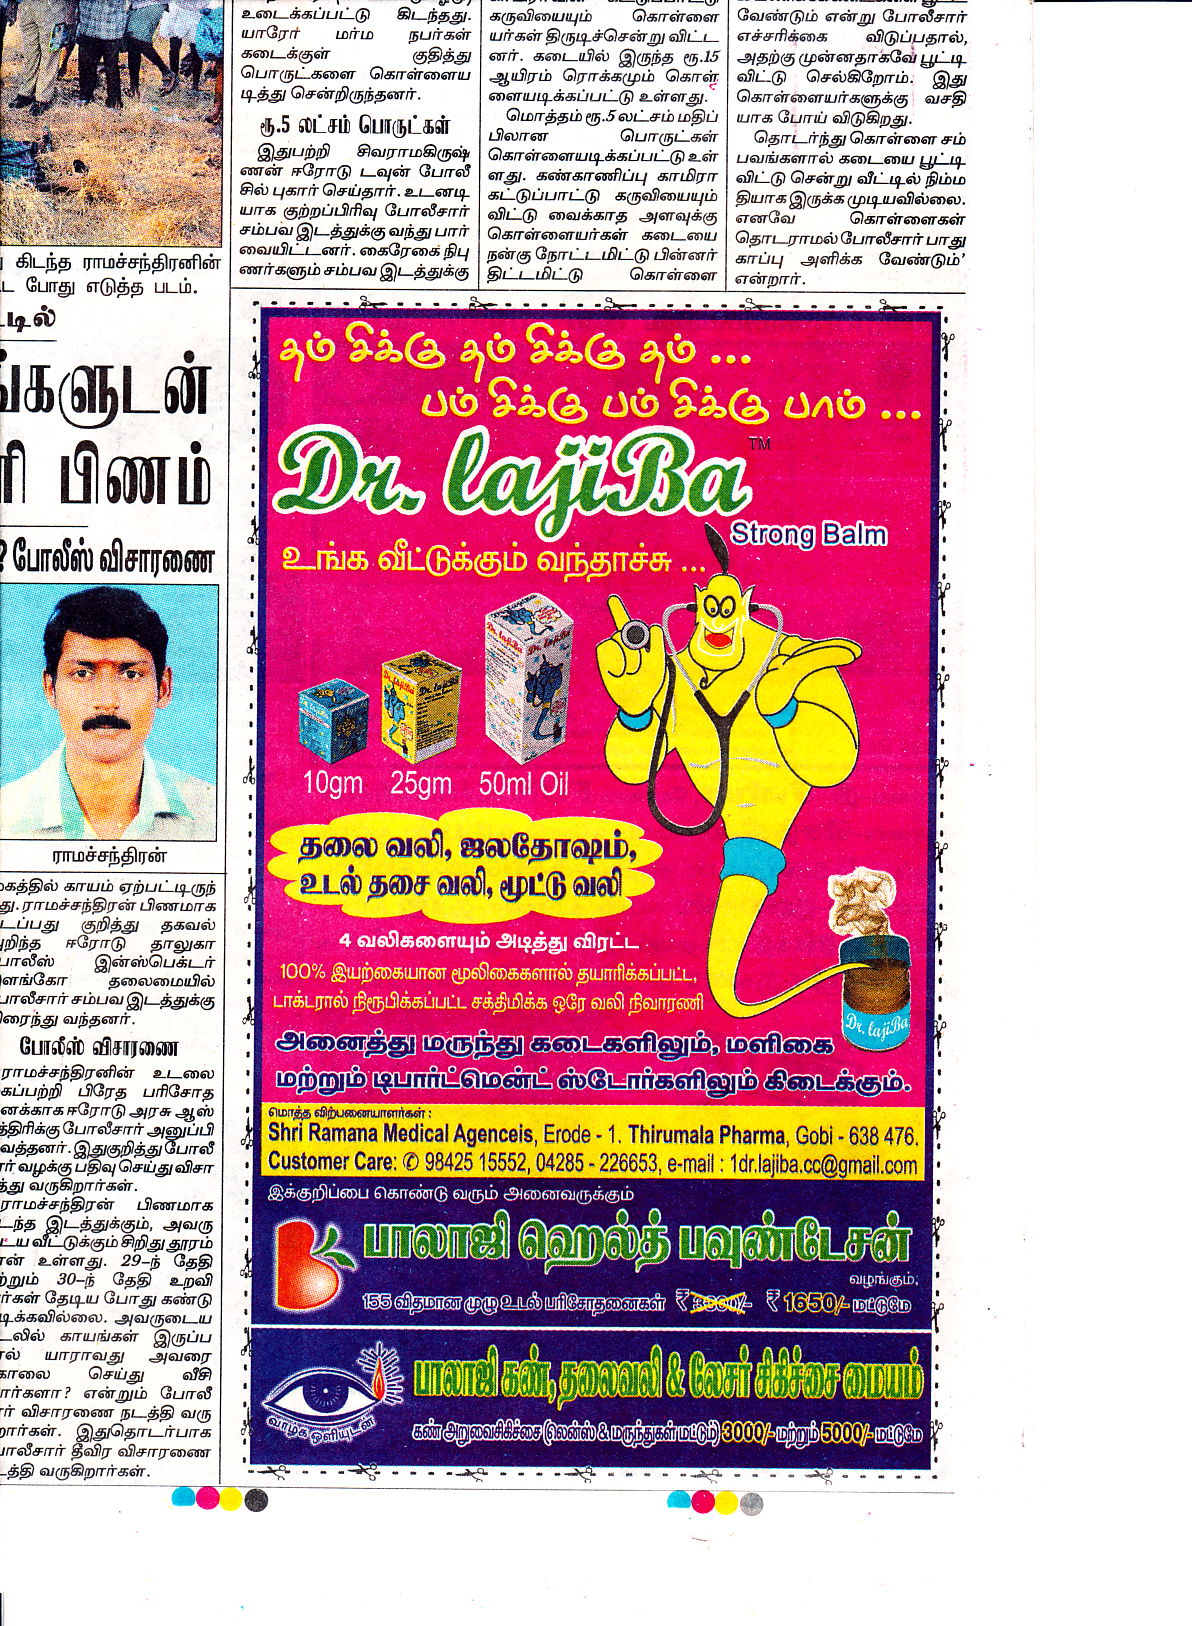 உடைக்கப்பட்டு கிடந்தது.
யாரோ மர்ம நபர்கள்
கடைக்குள் குதித்து
பொருட்களை கொள்ளைய
டித்து சென்றிருந்தனர்.
ரூ.5 லட்சம் பொருட்கள்
இதுபற்றி சிவராமகிருஷ்
ணன் ஈரோடு டவுன் போலீ
சில் புகார் செய்தார். உடனடி
யாக குற்றப்பிரிவு போலீசார்
சம்பவ இடத்துக்கு வந்து பார்
வையிட்டனர். கைரேகை நிபு
ணர்களும் சம்பவ இடத்துக்கு
கருவியையும் கொள்ளை
யர்கள் திருடிச்சென்று விட்ட
னர். கடையில் இருந்த ரூ.15
ஆயிரம் ரொக்கமும் கொள்
ளையடிக்கப்பட்டு உள்ளது.
மொத்தம் ரூ.5 லட்சம் மதிப்
பிலான பொருட்கள்
கொள்ளையடிக்கப்பட்டு உள்
ளது. கண்காணிப்பு காமிரா
கட்டுப்பாட்டு கருவியையும்
விட்டு வைக்காத அளவுக்கு
கொள்ளையர்கள் கடையை
நன்கு நோட்டமிட்டு பின்னர்
திட்டமிட்டு கொள்ளை
வேண்டும் என்று போலீசார்
எச்சரிக்கை விடுப்பதால்,
அதற்கு முன்னதாகவே பூட்டி
விட்டு செல்கிறோம். இது
கொள்ளையர்களுக்கு வசதி
யாக போய் விடுகிறது.
தொடர்ந்து கொள்ளை சம்
பவங்களால் கடையை பூட்டி
விட்டு சென்று வீட்டில் நிம்ம
தியாக இருக்க முடியவில்லை.
எனவே கொள்ளைகள்
தொடராமல் போலீசார் பாது
காப்பு அளிக்க வேண்டும்'
என்றார்.
கிடந்த ராமச்சந்திரனின்
போது எடுத்த படம்.
டில்
களுடன்
பிணம்
? போலீஸ் விசாரணை
ராமச்சந்திரன்
கத்தில் காயம் ஏற்பட்டிருந்
து. ராமச்சந்திரன் பிணமாக
டப்பது குறித்து தகவல்
றிந்த ஈரோடு தாலுகா
பாலீஸ் இன்ஸ்பெக்டர்
ளங்கோ தலைமையில்
பாலீசார் சம்பவ இடத்துக்கு
ரைந்து வந்தனர்.
போலீஸ் விசாரணை
ராமச்சந்திரனின் உடலை
கப்பற்றி பிரேத பரிசோத
னைக்காக ஈரோடு அரசு ஆஸ்
த்திரிக்கு போலீசார் அனுப்பி
வத்தனர். இதுகுறித்து போலீ
ார் வழக்கு பதிவு செய்து விசா
த்து வருகிறார்கள்.
ராமச்சந்திரன் பிணமாக
டந்த இடத்துக்கும், அவரு
டைய வீட்டுக்கும் சிறிது தூரம்
ான் உள்ளது. 29–ந் தேதி
ற்றும் 30–ந் தேதி உறவி
ர்கள் தேடிய போது கண்டு
டிக்கவில்லை. அவருடைய
டலில் காயங்கள் இருப்ப
ால் யாராவது அவரை
காலை செய்து வீசி
ார்களா? என்றும் போலீ
ார் விசாரணை நடத்தி வரு
றார்கள். இதுதொடர்பாக
பாலீசார் தீவிர விசாரணை
டத்தி வருகிறார்கள்.
தம் சிக்கு தம் சிக்கு தம் ...
பம் சிக்கு பம் சிக்கு பாம் ...
Dr. lajiBa TM
Strong Balm
உங்க வீட்டுக்கும் வந்தாச்சு ...
Dr. lajiBa
Dr. lajiBa
10gm 25gm 50ml Oil
தலை வலி, ஜலதோஷம்,
உடல் தசை வலி, மூட்டு வலி
4 வலிகளையும் அடித்து விரட்ட
100% இயற்கையான மூலிகைகளால் தயாரிக்கப்பட்ட,
டாக்டரால் நிரூபிக்கப்பட்ட சக்திமிக்க ஒரே வலி நிவாரணி
Dr. lajiBa
அனைத்து மருந்து கடைகளிலும், மளிகை
மற்றும் டிபார்ட்மென்ட் ஸ்டோர்களிலும் கிடைக்கும்.
மொத்த விற்பனையாளர்கள் :
Shri Ramana Medical Agenceis, Erode - 1. Thirumala Pharma, Gobi - 638 476.
Customer Care: ✆ 98425 15552, 04285 - 226653, e-mail : 1dr.lajiba.cc@gmail.com
இக்குறிப்பை கொண்டு வரும் அனைவருக்கும்
பாலாஜி ஹெல்த் பவுண்டேசன்
வழங்கும்,
155 விதமான முழு உடல் பரிசோதனைகள் ₹ 3000/- ₹ 1650/- மட்டுமே
வாழ்க ஒளியுடன்
பாலாஜி கண், தலைவலி & லேசர் சிகிச்சை மையம்
கண் அறுவைசிகிச்சை (லென்ஸ் & மருந்துகள் மட்டும்) 3000/- மற்றும் 5000/- மட்டுமே